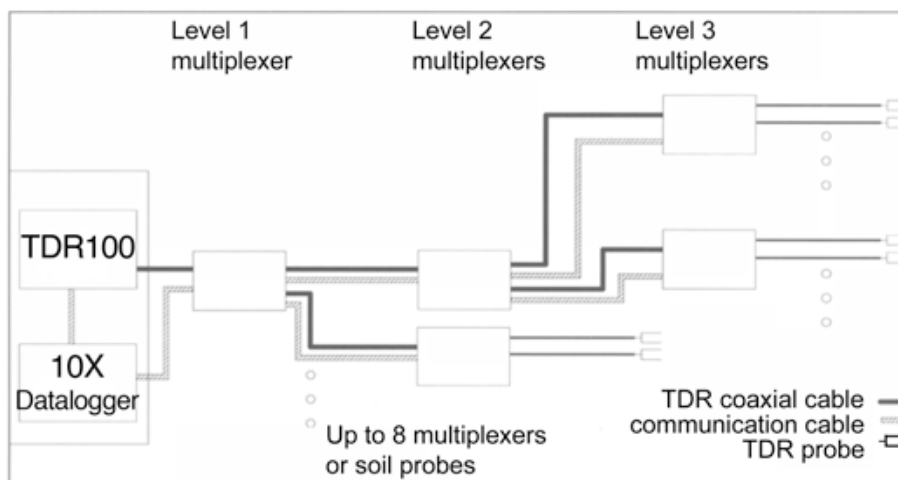 Level 1
multiplexer
Level 2
multiplexers
Level 3
multiplexers
TDR100
10X
Datalogger
Up to 8 multiplexers
or soil probes
TDR coaxial cable
communication cable
TDR probe